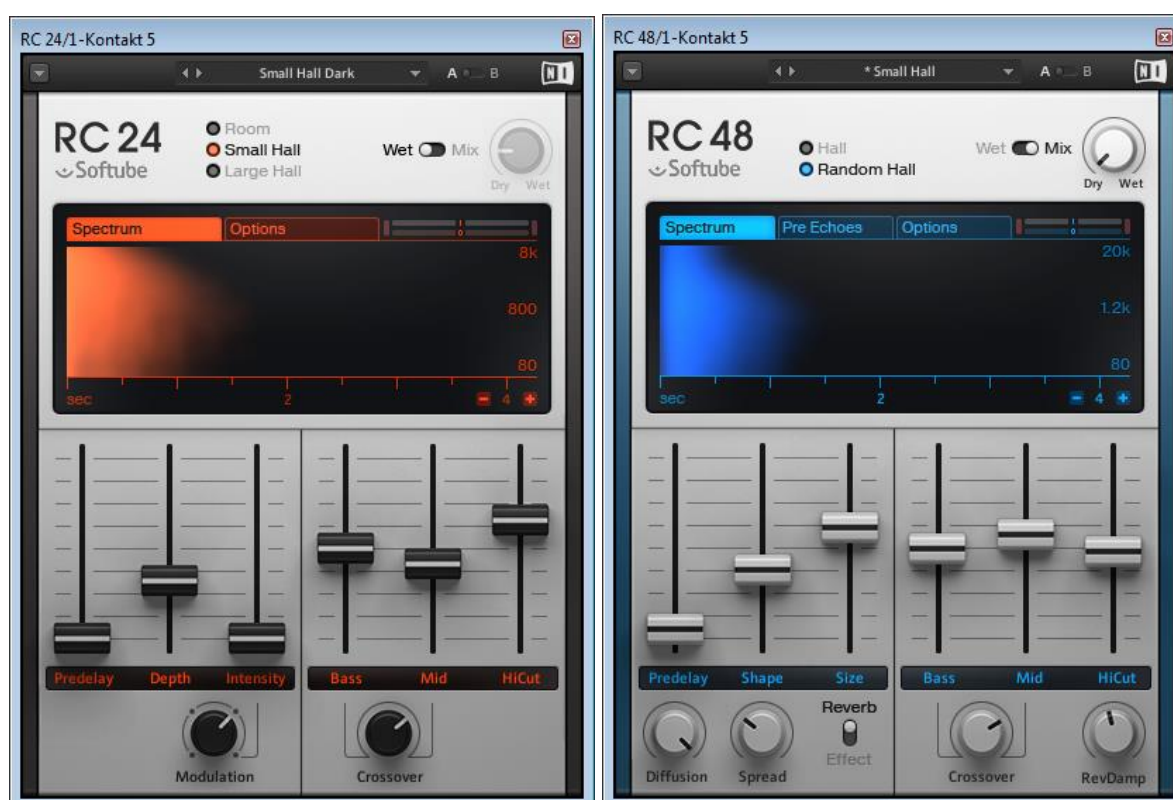 RC 24/1-Kontakt 5
Small Hall Dark A B NI
RC 24
Softube
Room
Small Hall
Large Hall
Wet Mix
Dry Wet
Spectrum Options
0
8k
800
80
sec 2 4
Predelay Depth Intensity Bass Mid HiCut
Modulation Crossover
RC 48/1-Kontakt 5
* Small Hall A B NI
RC 48
Softube
Hall
Random Hall
Wet Mix
Dry Wet
Spectrum Pre Echoes Options
0
20k
1.2k
80
sec 2 4
Predelay Shape Size Bass Mid HiCut
Reverb
Effect
Diffusion Spread Crossover RevDamp